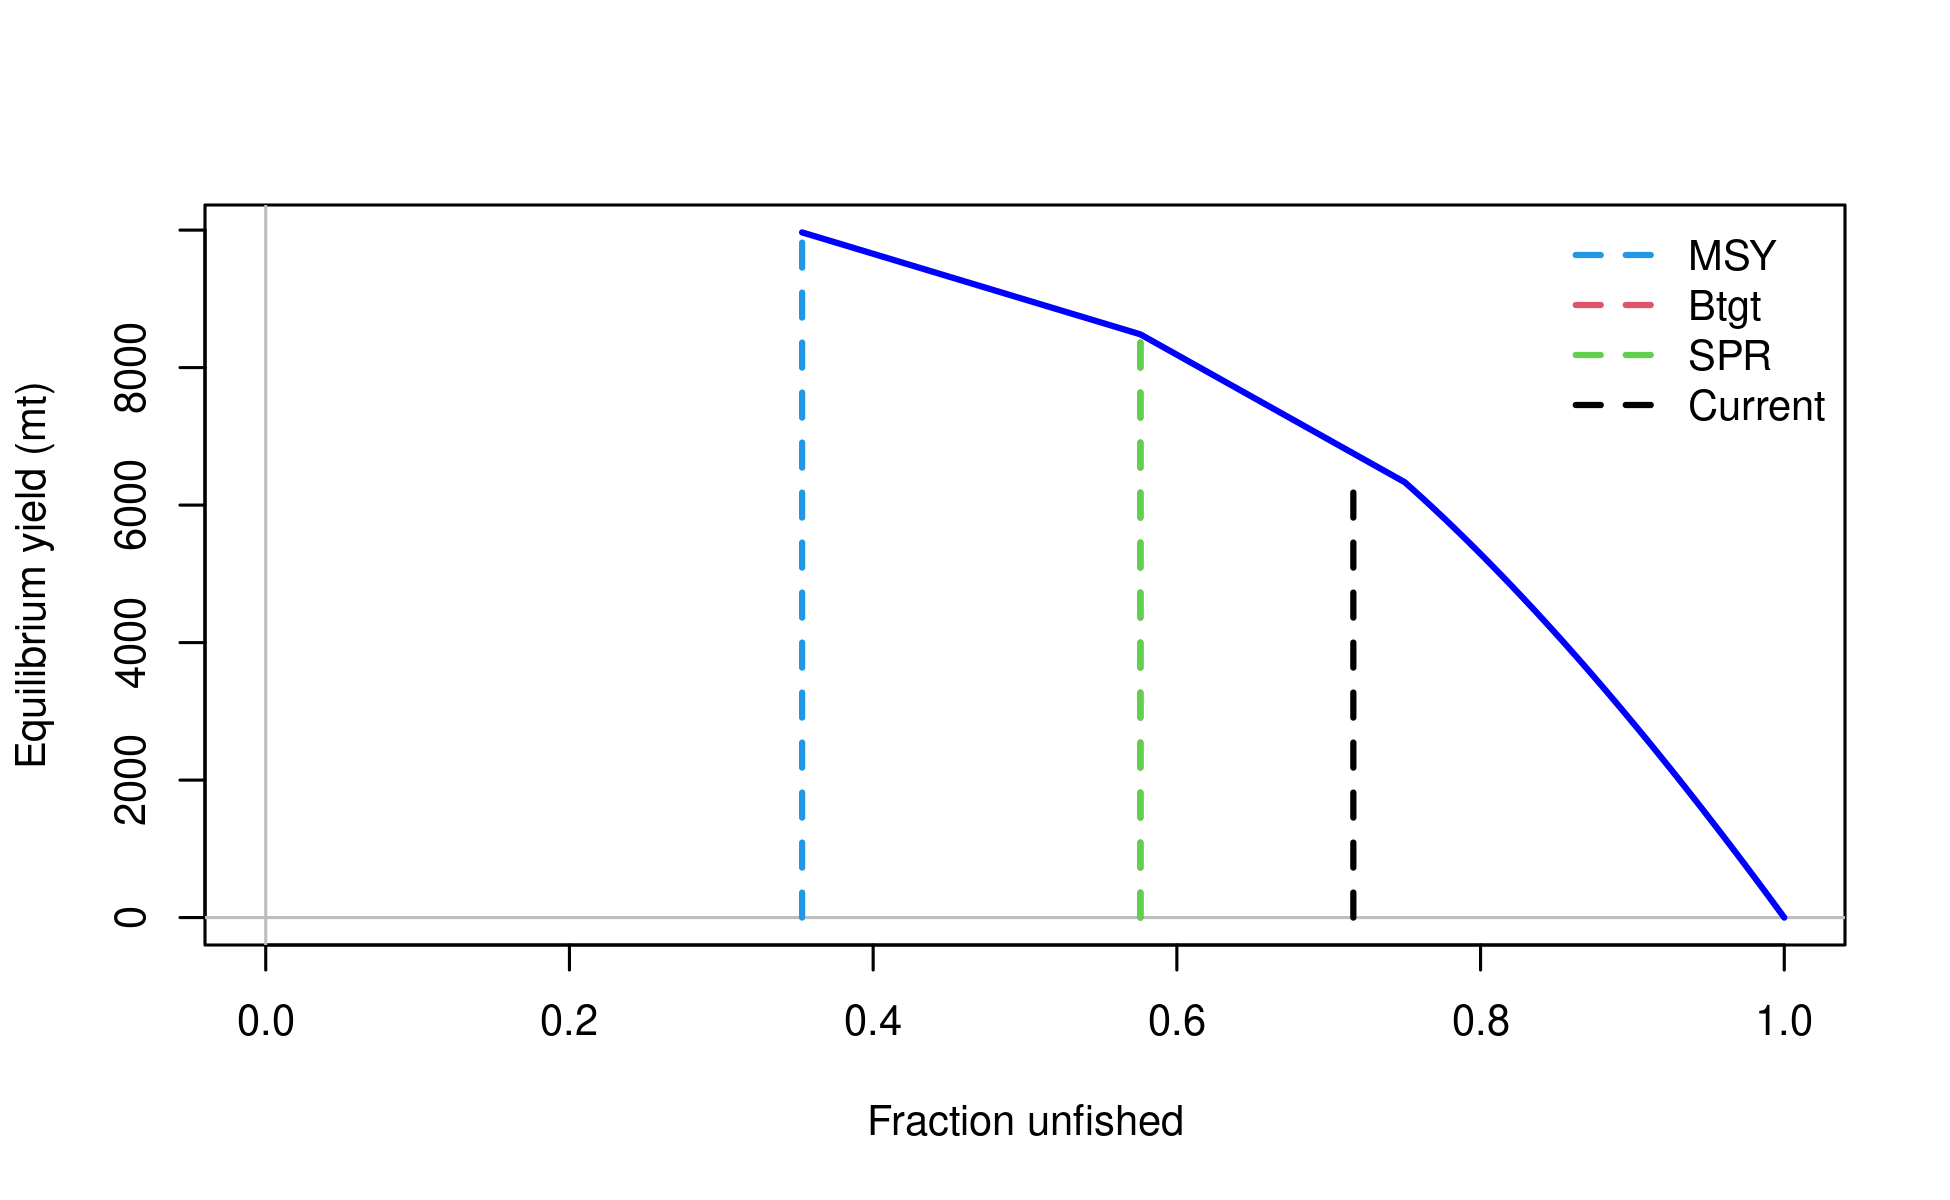 MSY
Btgt
SPR
Current
Equilibrium yield (mt)
8000
6000
4000
2000
0
0.0 0.2 0.4 0.6 0.8 1.0
Fraction unfished